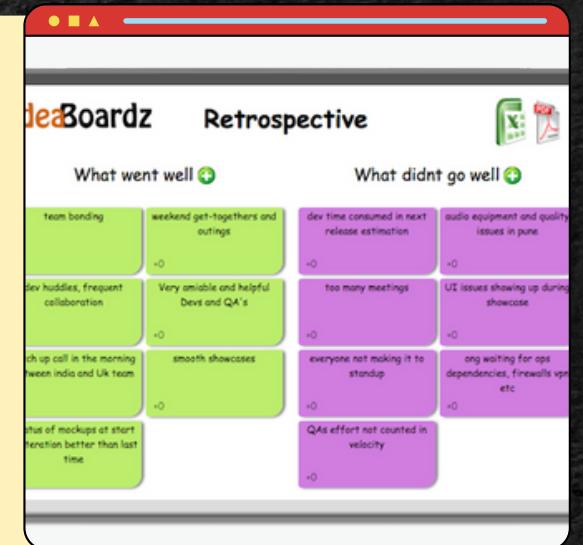 deaBoardz Retrospective
PDF
What went well
What didnt go well
team bonding
+0
weekend get-togethers and
outings
+0
dev huddles, frequent
collaboration
Very amiable and helpful
Devs and QA's
+0
ch up call in the morning
tween india and Uk team
smooth showcases
+0
atus of mockups at start
teration better than last
time
dev time consumed in next
release estimation
+0
audio equipment and quality
issues in pune
+0
too many meetings
+0
UI issues showing up during
showcase
+0
everyone not making it to
standup
+0
ong waiting for ops
dependencies, firewalls vpn
etc
+0
QAs effort not counted in
velocity
+0